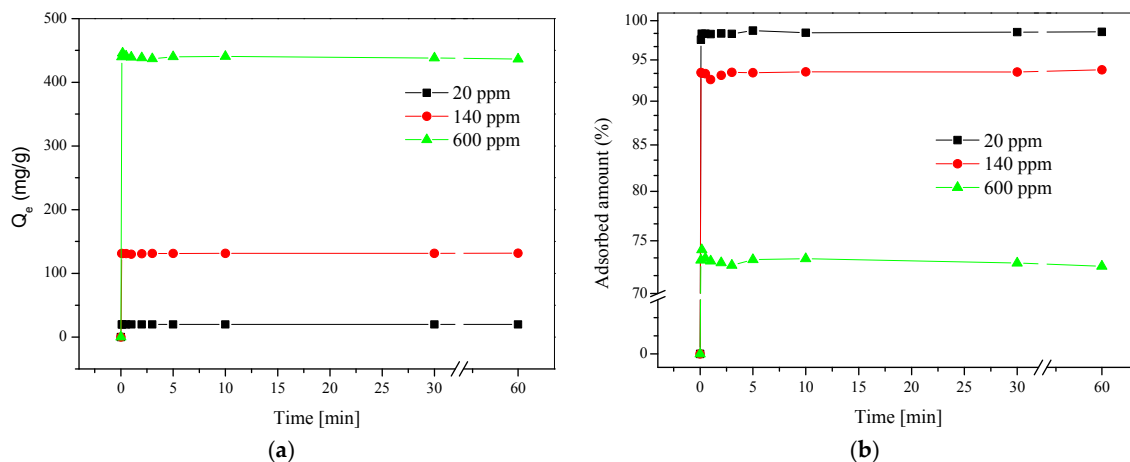 500
400
300
200
100
0
Qe (mg/g)
20 ppm
140 ppm
600 ppm
0 5 10 15 20 25 30 60
Time [min]
(a)
100
95
90
85
80
75
70
0
Adsorbed amount (%)
20 ppm
140 ppm
600 ppm
0 5 10 15 20 25 30 60
Time [min]
(b)